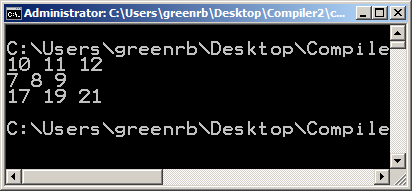 Administrator: C:\Users\greenrb\Desktop\Compiler2\c...
C:\Users\greenrb\Desktop\Compile
10 11 12
7 8 9
17 19 21
C:\Users\greenrb\Desktop\Compile